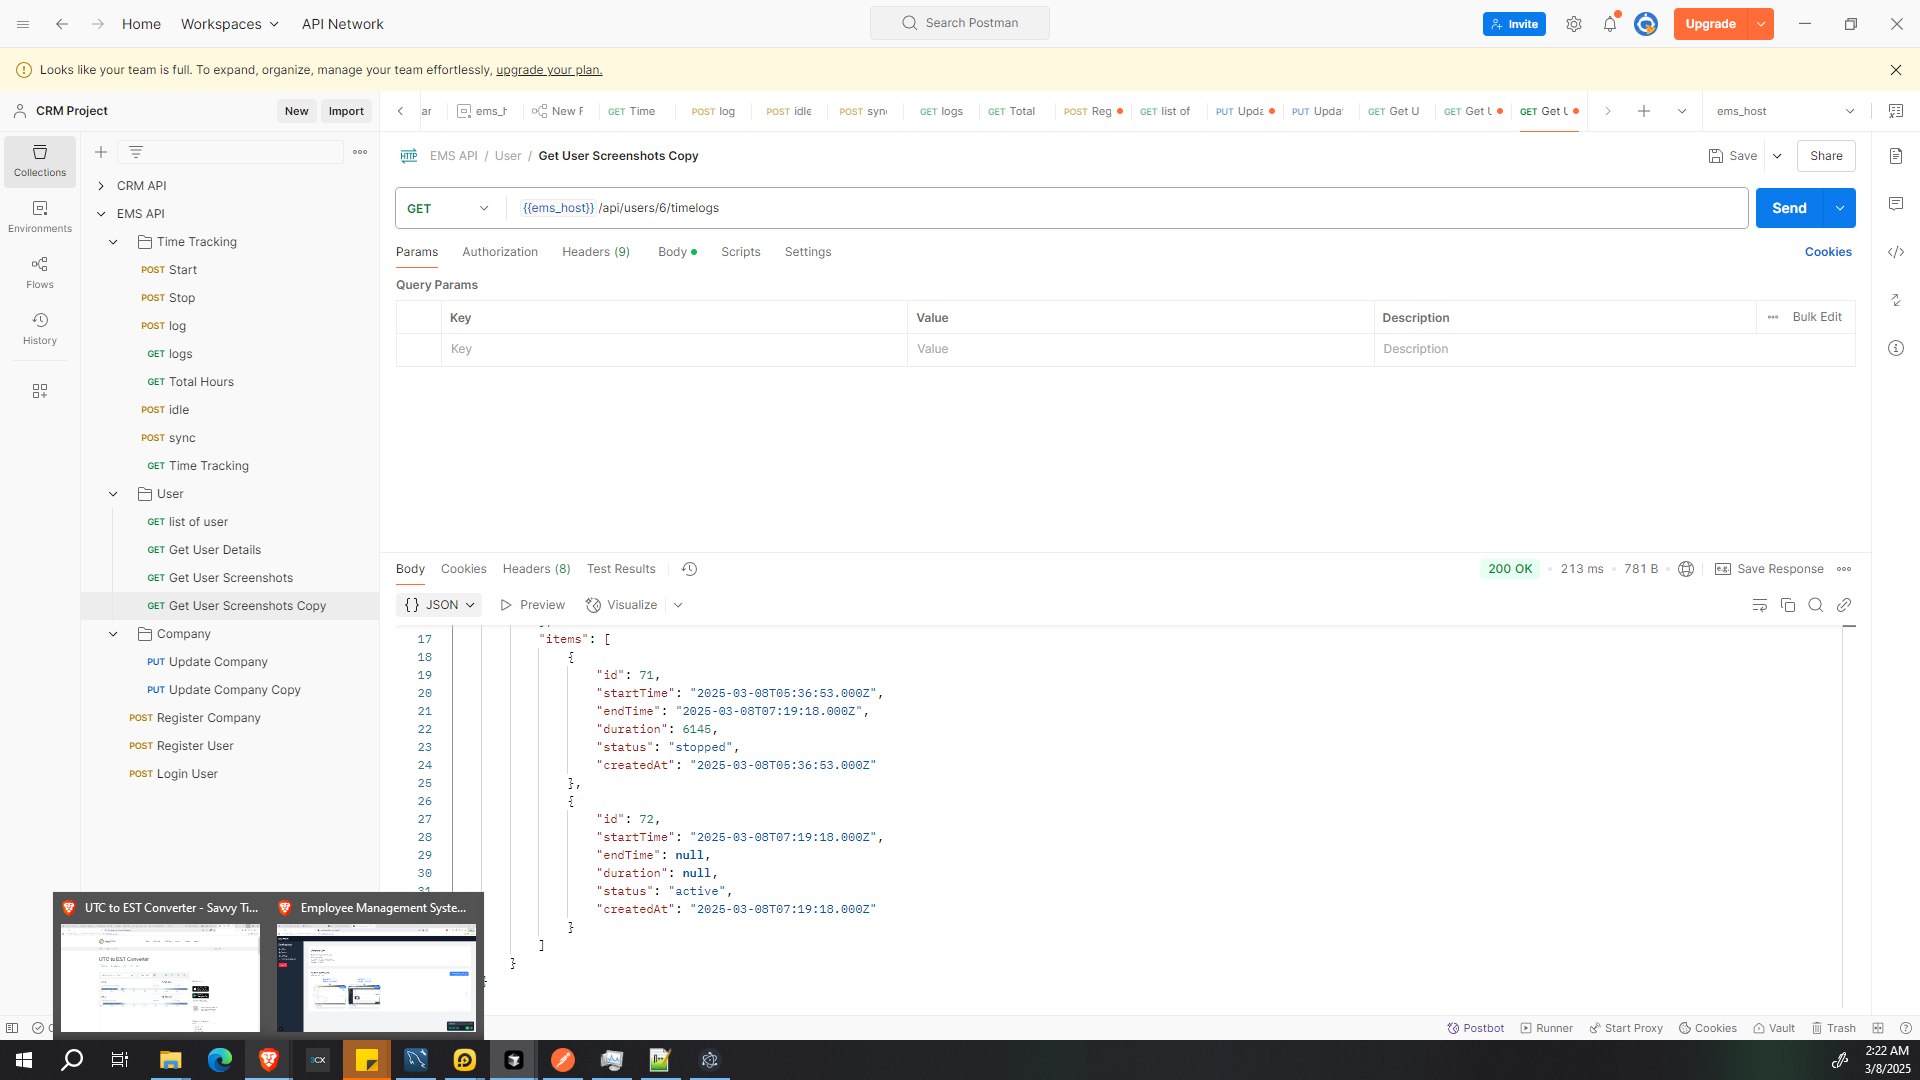 Home
Workspaces
API Network
Search Postman
Invite
Upgrade
Looks like your team is full. To expand, organize, manage your team effortlessly, upgrade your plan.
CRM Project
New
Import
ems_h
New F
GET Time
POST log
POST idle
POST syn
GET logs
GET Total
POST Reg
GET list of
PUT Upda
PUT Upda
GET Get U
GET Get U
GET Get U
ems_host
Collections
Environments
Flows
History
CRM API
EMS API
Time Tracking
POST Start
POST Stop
POST log
GET logs
GET Total Hours
POST idle
POST sync
GET Time Tracking
User
GET list of user
GET Get User Details
GET Get User Screenshots
GET Get User Screenshots Copy
Company
PUT Update Company
PUT Update Company Copy
POST Register Company
POST Register User
POST Login User
HTTP
EMS API / User / Get User Screenshots Copy
Save
Share
GET
{{ems_host}} /api/users/6/timelogs
Send
Params
Authorization
Headers (9)
Body
Scripts
Settings
Cookies
Query Params
Key
Value
Description
Bulk Edit
Key
Value
Description
Body
Cookies
Headers (8)
Test Results
200 OK
213 ms
781 B
e.g.
Save Response
{} JSON
Preview
Visualize
17 "items": [
18 {
19 "id": 71,
20 "startTime": "2025-03-08T05:36:53.000Z",
21 "endTime": "2025-03-08T07:19:18.000Z",
22 "duration": 6145,
23 "status": "stopped",
24 "createdAt": "2025-03-08T05:36:53.000Z"
25 },
26 {
27 "id": 72,
28 "startTime": "2025-03-08T07:19:18.000Z",
29 "endTime": null,
30 "duration": null,
31 "status": "active",
"createdAt": "2025-03-08T07:19:18.000Z"
}
]
}
UTC to EST Converter - Savvy Ti...
Employee Management Syste...
UTC to EST Converter
Postbot
Runner
Start Proxy
Cookies
Vault
Trash
3CX
2:22 AM
3/8/2025